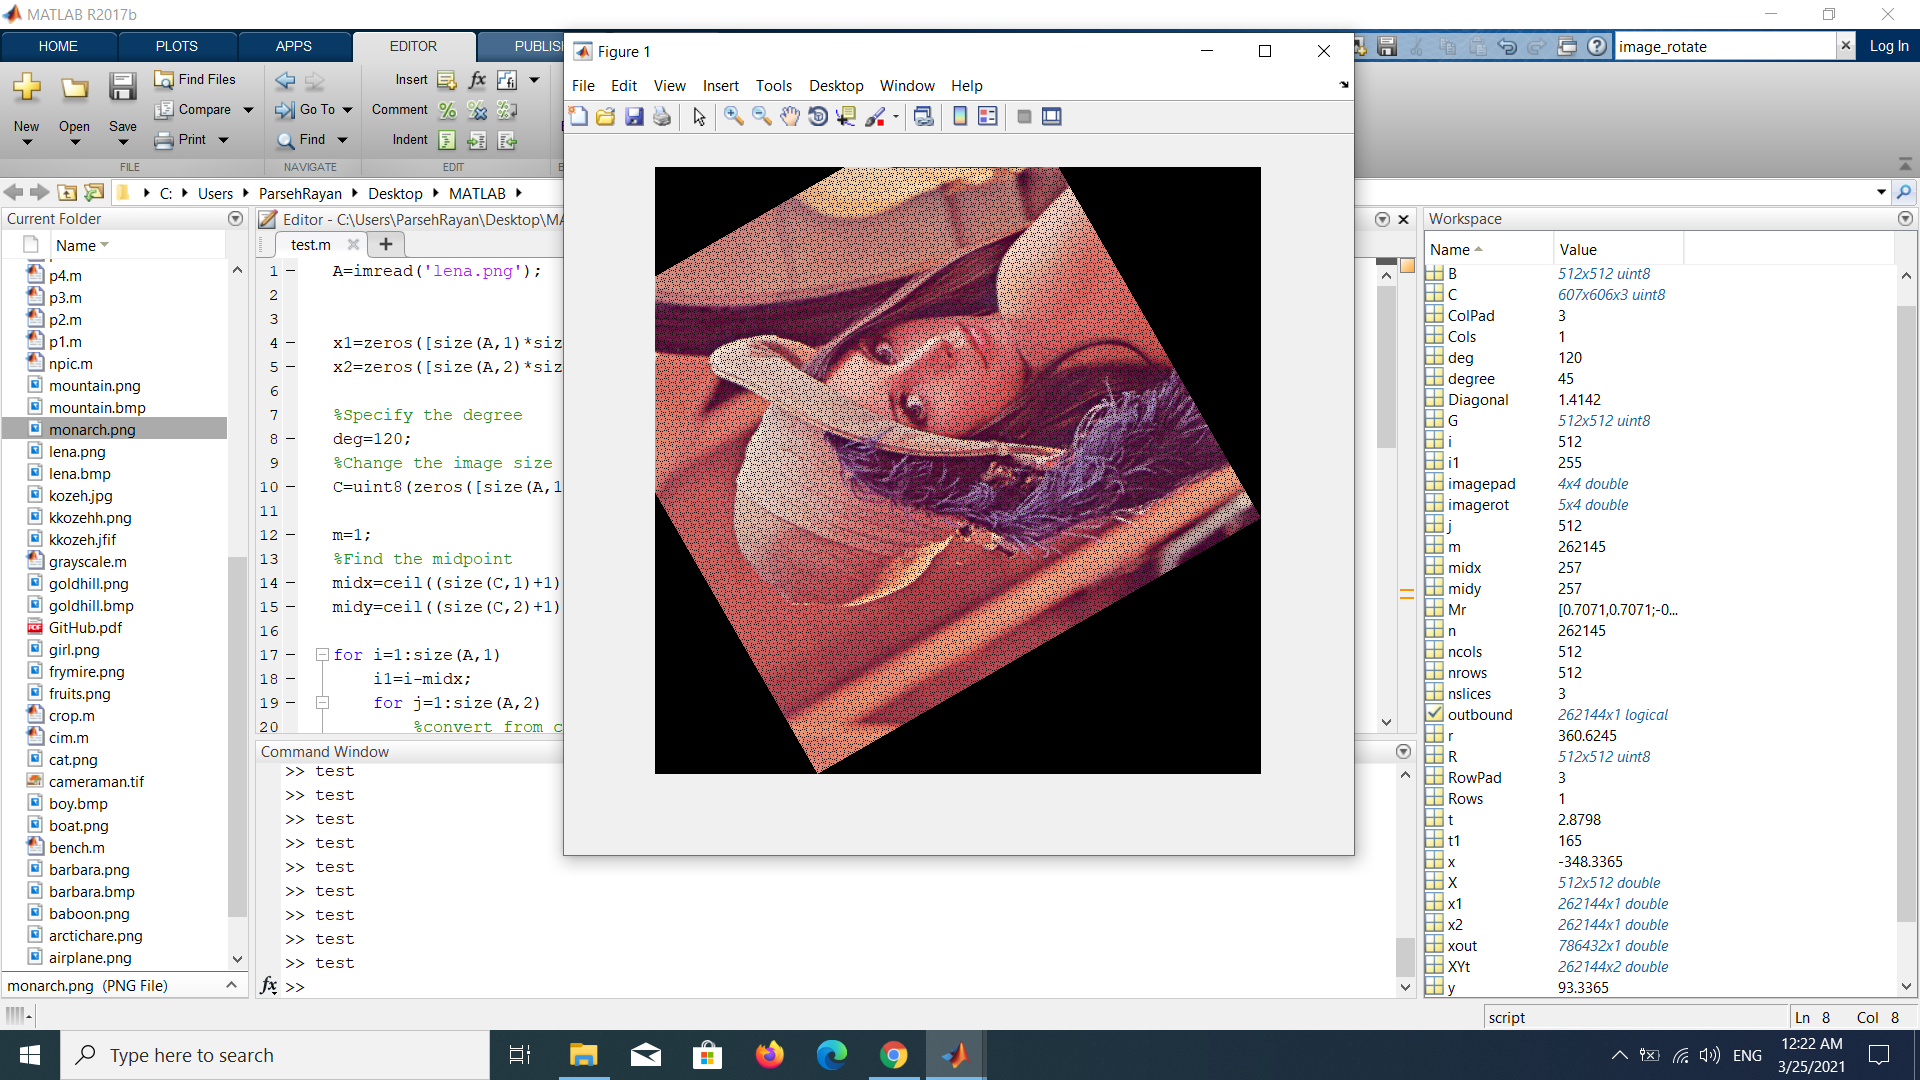 MATLAB R2017b
HOME
PLOTS
APPS
EDITOR
PUBLIS
image_rotate
Log In
New
Open
Save
Find Files
Compare
Print
FILE
Go To
Find
NAVIGATE
Insert
fx
Comment
Indent
EDIT
C:
Users
ParsehRayan
Desktop
MATLAB
Current Folder
Name
p4.m
p3.m
p2.m
p1.m
npic.m
mountain.png
mountain.bmp
monarch.png
lena.png
lena.bmp
kozeh.jpg
kkozehh.png
kkozeh.jfif
grayscale.m
goldhill.png
goldhill.bmp
GitHub.pdf
girl.png
frymire.png
fruits.png
crop.m
cim.m
cat.png
cameraman.tif
boy.bmp
boat.png
bench.m
barbara.png
barbara.bmp
baboon.png
arctichare.png
airplane.png
monarch.png (PNG File)
Editor - C:\Users\ParsehRayan\Desktop\MA
test.m
1 A=imread('lena.png');
2
3
4 x1=zeros([size(A,1)*siz
5 x2=zeros([size(A,2)*siz
6
7 %Specify the degree
8 deg=120;
9 %Change the image size
10 C=uint8(zeros([size(A,1
11
12 m=1;
13 %Find the midpoint
14 midx=ceil((size(C,1)+1)
15 midy=ceil((size(C,2)+1)
16
17 for i=1:size(A,1)
18 i1=i-midx;
19 for j=1:size(A,2)
20 %convert from c
Command Window
>> test
>> test
>> test
>> test
>> test
>> test
>> test
>> test
>> test
fx >>
Figure 1
File Edit View Insert Tools Desktop Window Help
Workspace
Name Value
B 512x512 uint8
C 607x606x3 uint8
ColPad 3
Cols 1
deg 120
degree 45
Diagonal 1.4142
G 512x512 uint8
i 512
i1 255
imagepad 4x4 double
imagerot 5x4 double
j 512
m 262145
midx 257
midy 257
Mr [0.7071,0.7071;-0...
n 262145
ncols 512
nrows 512
nslices 3
outbound 262144x1 logical
r 360.6245
R 512x512 uint8
RowPad 3
Rows 1
t 2.8798
t1 165
x -348.3365
X 512x512 double
x1 262144x1 double
x2 262144x1 double
xout 786432x1 double
XYt 262144x2 double
y 93.3365
script
Ln 8 Col 8
Type here to search
ENG
12:22 AM
3/25/2021